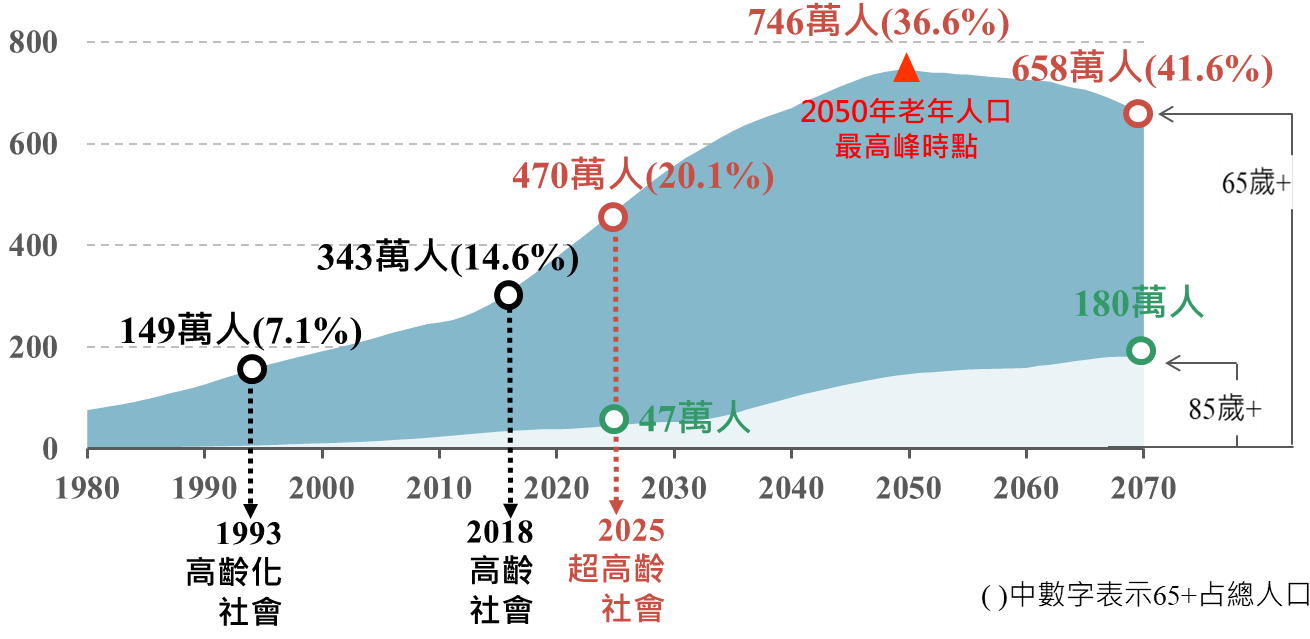 746萬人(36.6%)
800
658萬人(41.6%)
2050年老年人口
最高峰時點
600
470萬人(20.1%)
65歲+
400
343萬人(14.6%)
180萬人
149萬人(7.1%)
200
85歲+
47萬人
0
1980 1990 2000 2010 2020 2030 2040 2050 2060 2070
1993
高齡化
社會
2018
高齡
社會
2025
超高齡
社會
( )中數字表示65+占總人口